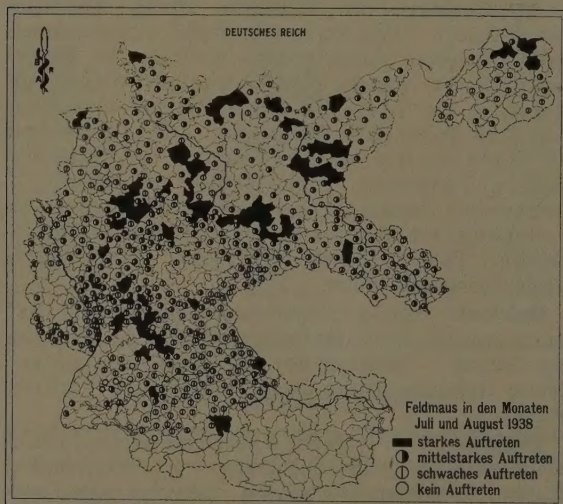 DEUTSCHES REICH
Feldmaus in den Monaten
Juli und August 1938
starkes Auftreten
mittelstarkes Auftreten
schwaches Auftreten
kein Auftreten